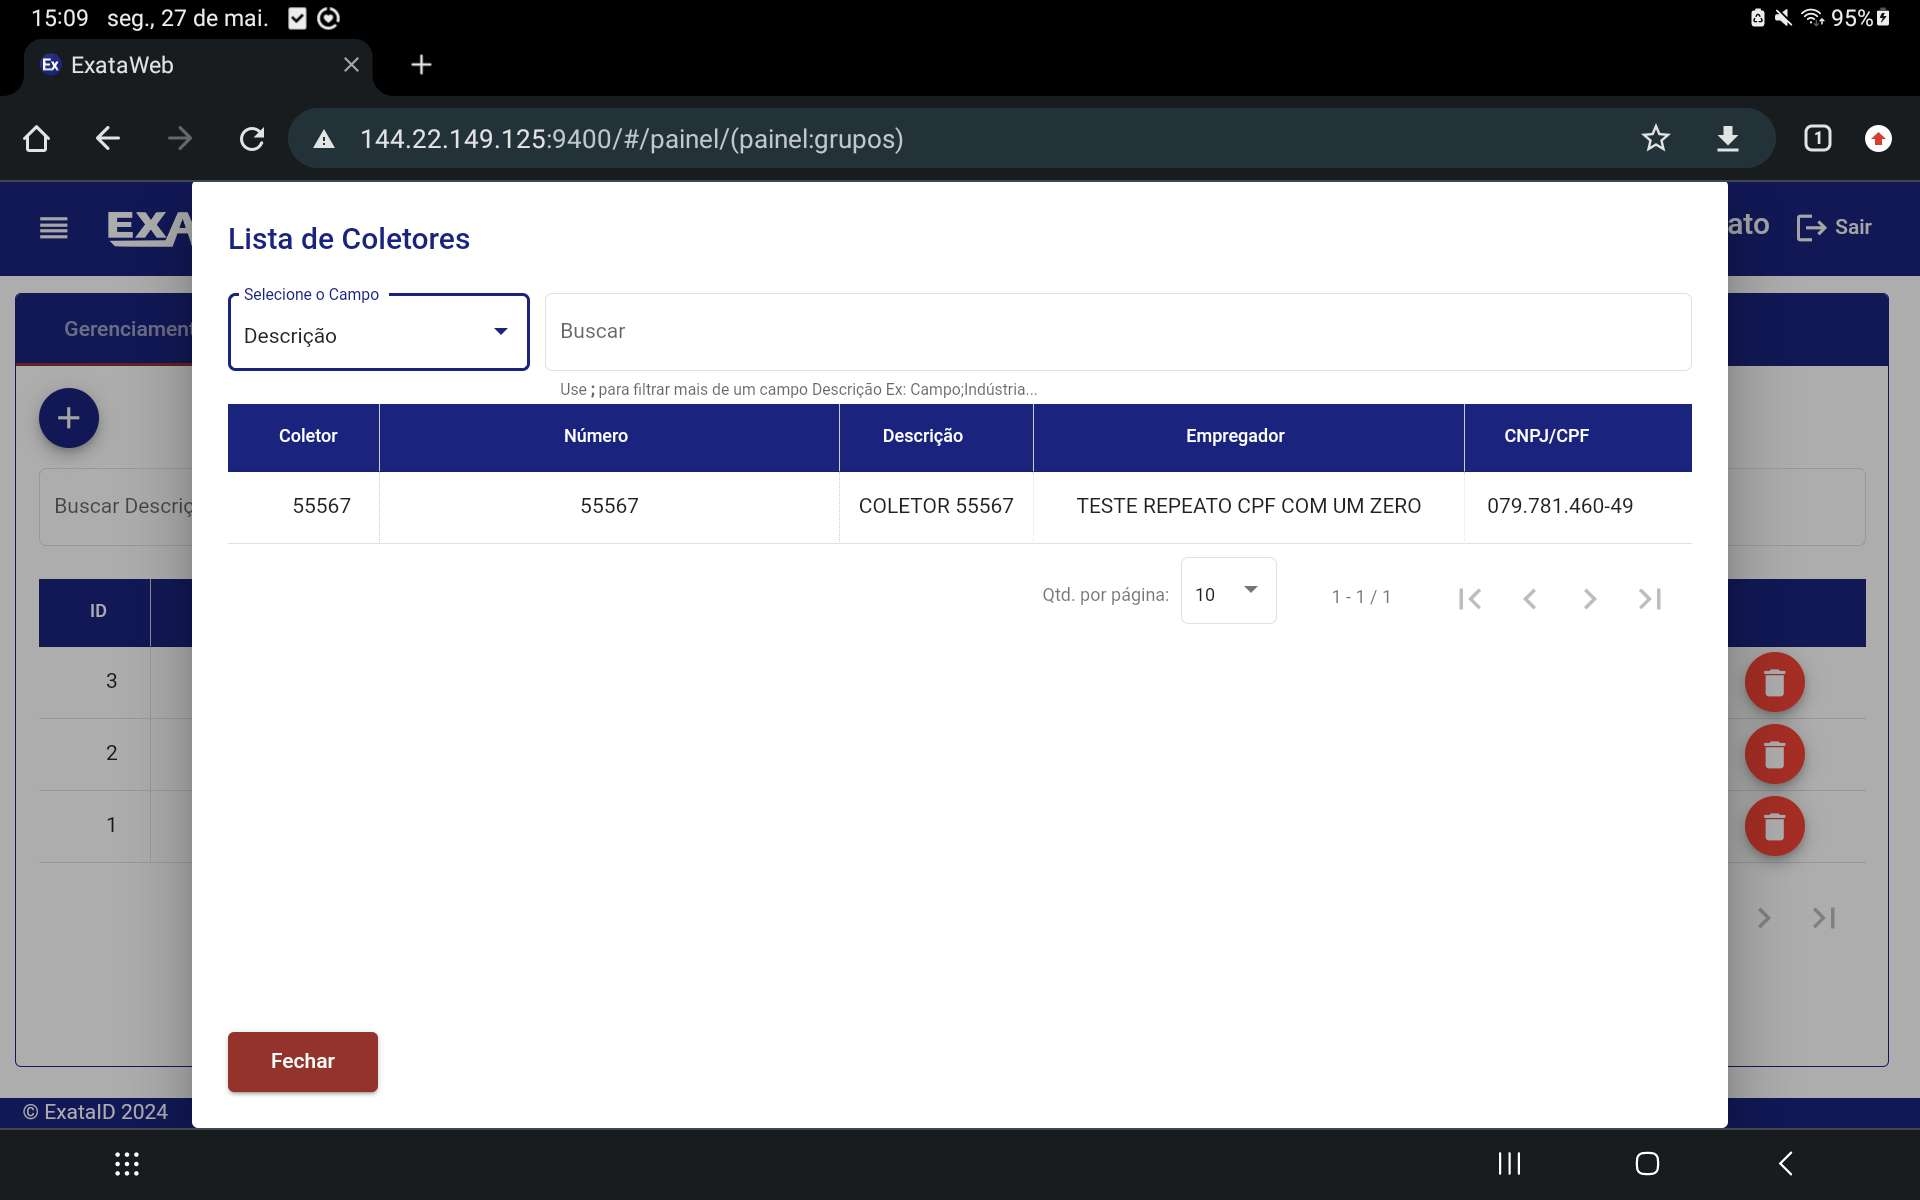 15:09 seg., 27 de mai. 95%
Ex ExataWeb
144.22.149.125:9400/#/painel/(painel:grupos) 1
EXA ato Sair
Lista de Coletores
Gerenciament
Selecione o Campo
Descrição
Buscar
Use ; para filtrar mais de um campo Descrição Ex: Campo;Indústria...
Coletor Número Descrição Empregador CNPJ/CPF
55567 55567 COLETOR 55567 TESTE REPEATO CPF COM UM ZERO 079.781.460-49
Qtd. por página: 10 1 - 1 / 1
Buscar Descriç
ID
3
2
1
Fechar
© ExataID 2024